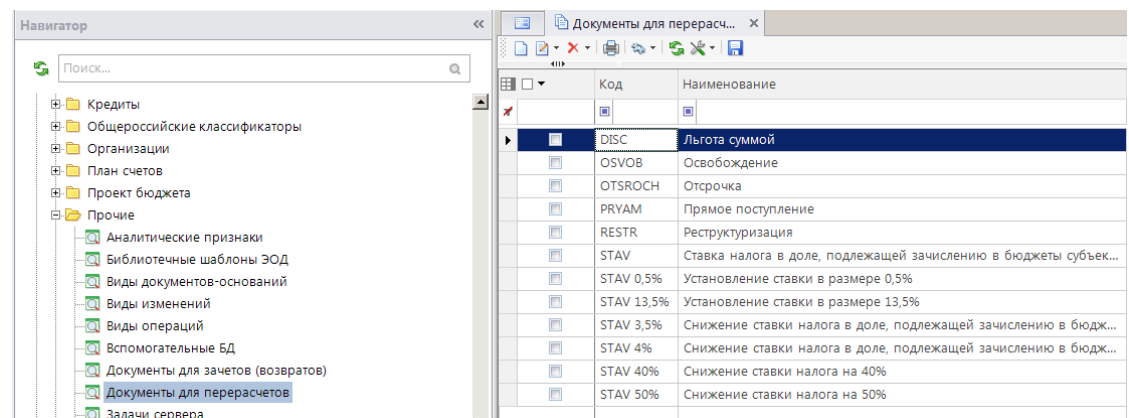 Навигатор
Поиск...
Кредиты
Общероссийские классификаторы
Организации
План счетов
Проект бюджета
Прочие
Аналитические признаки
Библиотечные шаблоны ЭОД
Виды документов-оснований
Виды изменений
Виды операций
Вспомогательные БД
Документы для зачетов (возвратов)
Документы для перерасчетов
Задачи сервера
Документы для перерасч...
Код Наименование
DISC Льгота суммой
OSVOB Освобождение
OTSROCH Отсрочка
PRYAM Прямое поступление
RESTR Реструктуризация
STAV Ставка налога в доле, подлежащей зачислению в бюджеты субъек...
STAV 0,5% Установление ставки в размере 0,5%
STAV 13,5% Установление ставки в размере 13,5%
STAV 3,5% Снижение ставки налога в доле, подлежащей зачислению в бюдж...
STAV 4% Снижение ставки налога в доле, подлежащей зачислению в бюдж...
STAV 40% Снижение ставки налога на 40%
STAV 50% Снижение ставки налога на 50%